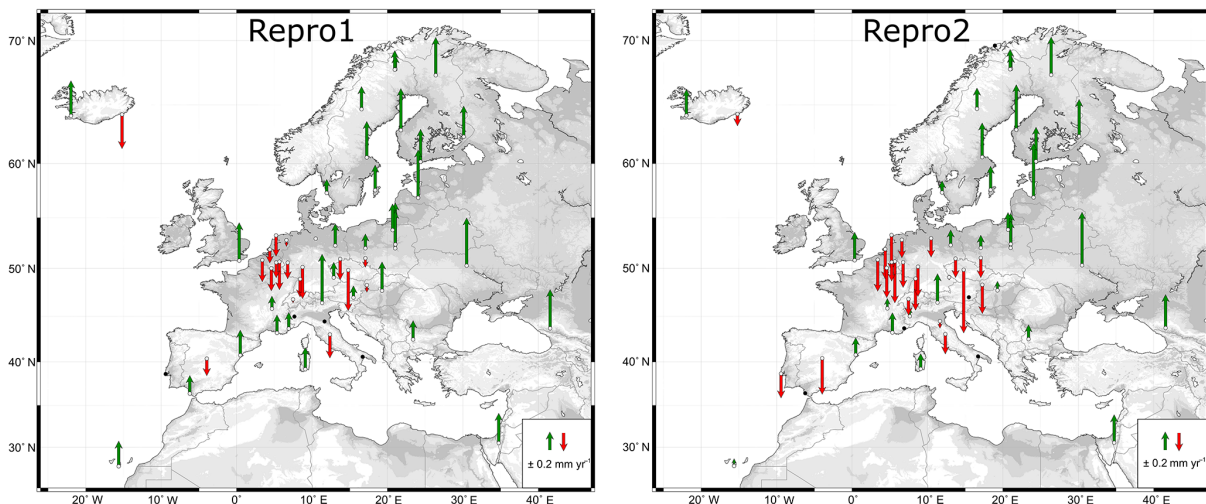 Repro1
70° N
60° N
50° N
40° N
30° N
20° W
10° W
0°
10° E
20° E
30° E
40° E
± 0.2 mm yr⁻¹
Repro2
70° N
60° N
50° N
40° N
30° N
20° W
10° W
0°
10° E
20° E
30° E
40° E
± 0.2 mm yr⁻¹